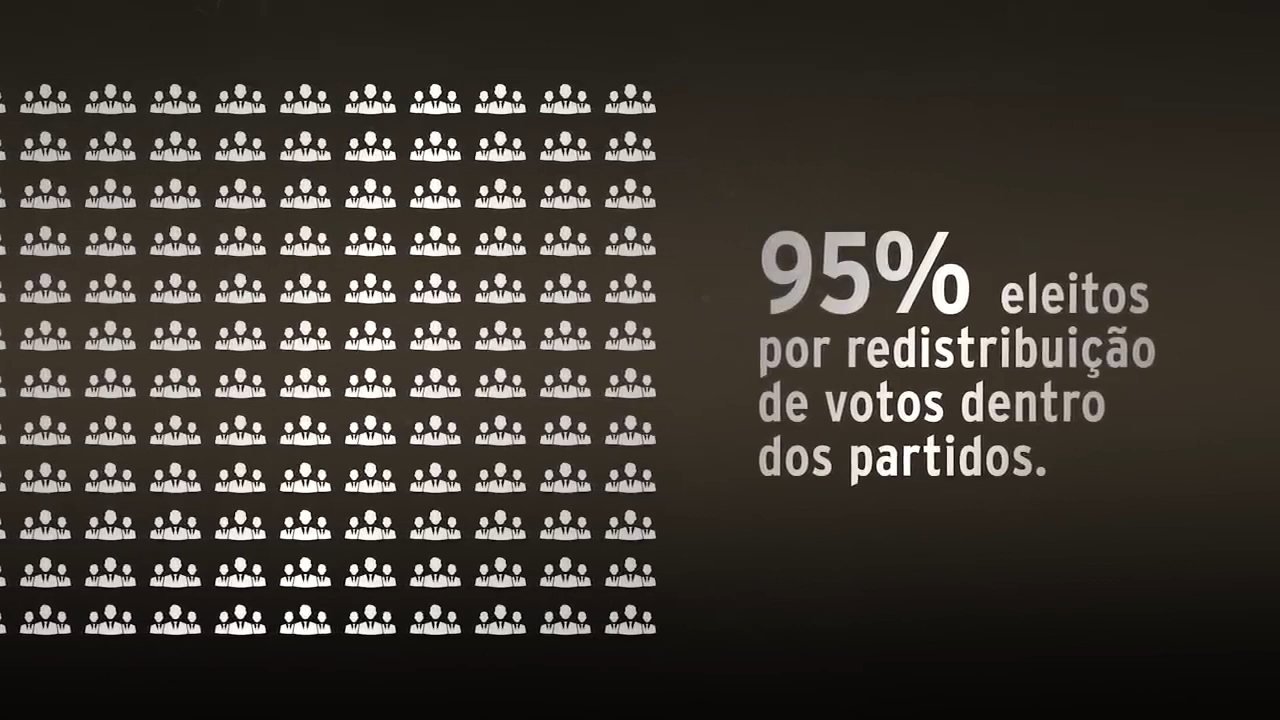 95% eleitos
por redistribuição
de votos dentro
dos partidos.